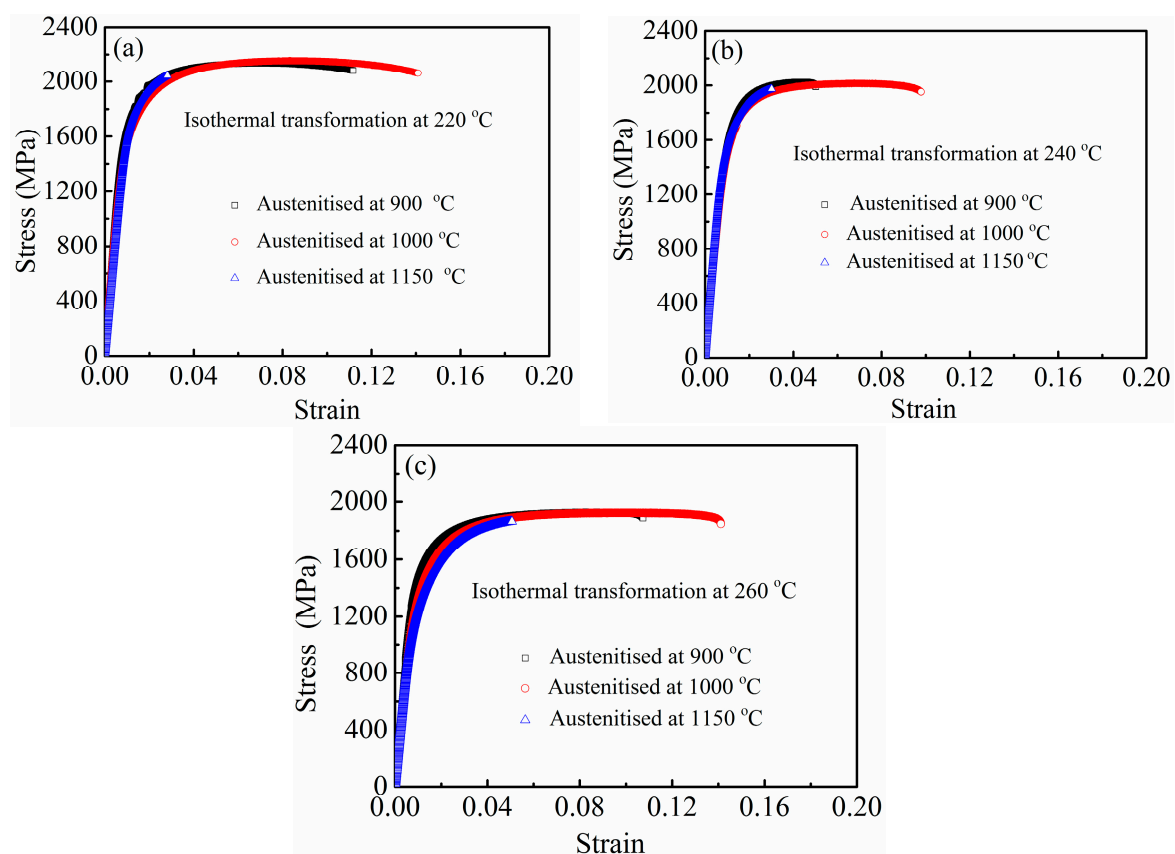 (a)
2400
2000
1600
1200
800
400
0
Stress (MPa)
Isothermal transformation at 220 °C
Austenitised at 900 °C
Austenitised at 1000 °C
Austenitised at 1150 °C
0.00 0.04 0.08 0.12 0.16 0.20
Strain
(b)
2400
2000
1600
1200
800
400
0
Stress (MPa)
Isothermal transformation at 240 °C
Austenitised at 900 °C
Austenitised at 1000 °C
Austenitised at 1150 °C
0.00 0.04 0.08 0.12 0.16 0.20
Strain
(c)
2400
2000
1600
1200
800
400
0
Stress (MPa)
Isothermal transformation at 260 °C
Austenitised at 900 °C
Austenitised at 1000 °C
Austenitised at 1150 °C
0.00 0.04 0.08 0.12 0.16 0.20
Strain